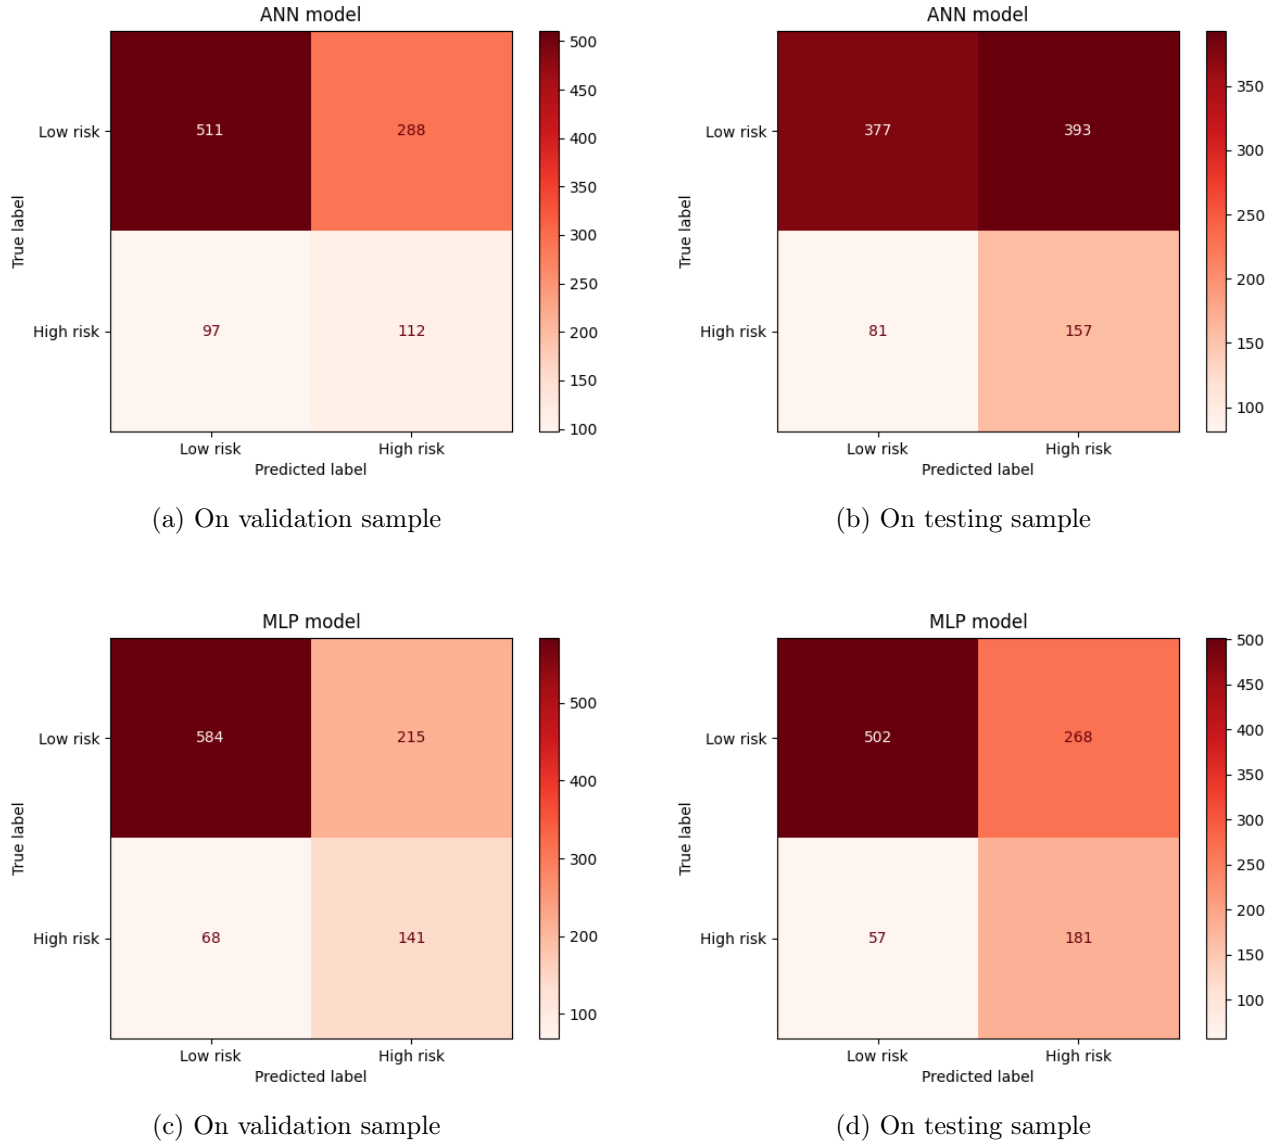 ANN model
500
450
400
350
300
250
200
150
100
Low risk
High risk
True label
511
288
97
112
Low risk
High risk
Predicted label
(a) On validation sample
ANN model
350
300
250
200
150
100
Low risk
High risk
True label
377
393
81
157
Low risk
High risk
Predicted label
(b) On testing sample
MLP model
500
400
300
200
100
Low risk
High risk
True label
584
215
68
141
Low risk
High risk
Predicted label
(c) On validation sample
MLP model
500
450
400
350
300
250
200
150
100
Low risk
High risk
True label
502
268
57
181
Low risk
High risk
Predicted label
(d) On testing sample